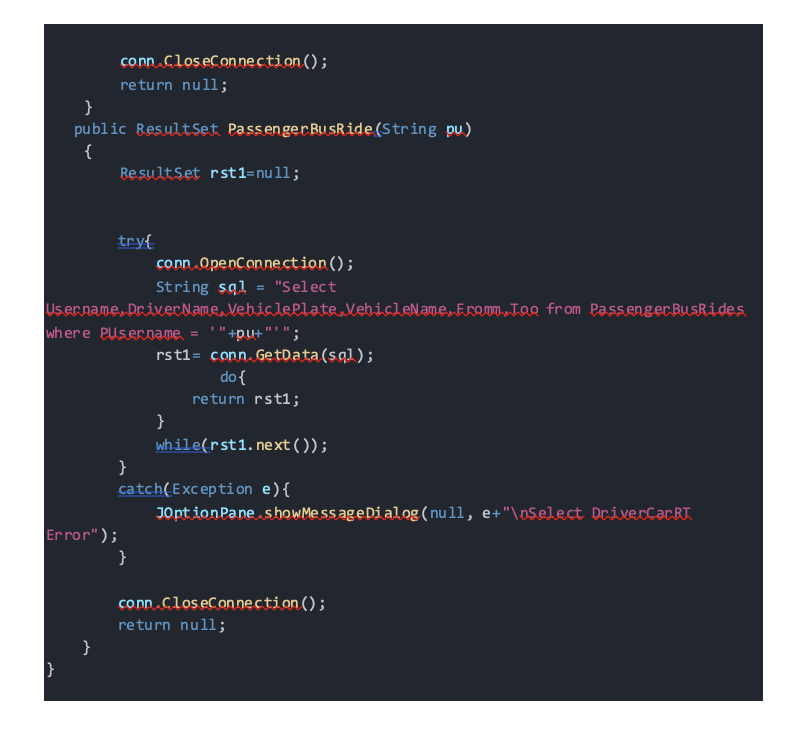 conn.CloseConnection();
return null;
}
public ResultSet PassengerBusRide(String pu)
{
ResultSet rst1=null;
try{
conn.OpenConnection();
String sql = "Select
Username,DriverName,VehiclePlate,VehicleName,Fromm,Too from PassengerBusRides
where PUsername = '"+pu+"'";
rst1= conn.GetData(sql);
do{
return rst1;
}
while(rst1.next());
}
catch(Exception e){
JOptionPane.showMessageDialog(null, e+"\nSelect DriverCarRT
Error");
}
conn.CloseConnection();
return null;
}
}